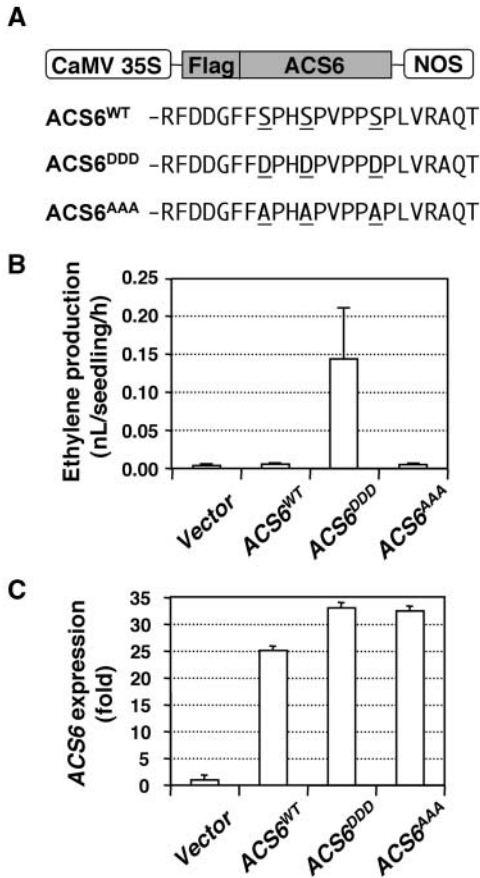 A
CaMV 35S Flag ACS6 NOS
ACS6WT -RFDDGFFSPHSPVPPSPLVRAQT
ACS6DDD -RFDDGFFDPHDPVPPDPLVRAQT
ACS6AAA -RFDDGFFAPHAPVPPAPLVRAQT
B
Ethylene production
(nL/seedling/h)
0.25
0.20
0.15
0.10
0.05
0.00
Vector ACS6WT ACS6DDD ACS6AAA
C
ACS6 expression
(fold)
35
30
25
20
15
10
5
0
Vector ACS6WT ACS6DDD ACS6AAA